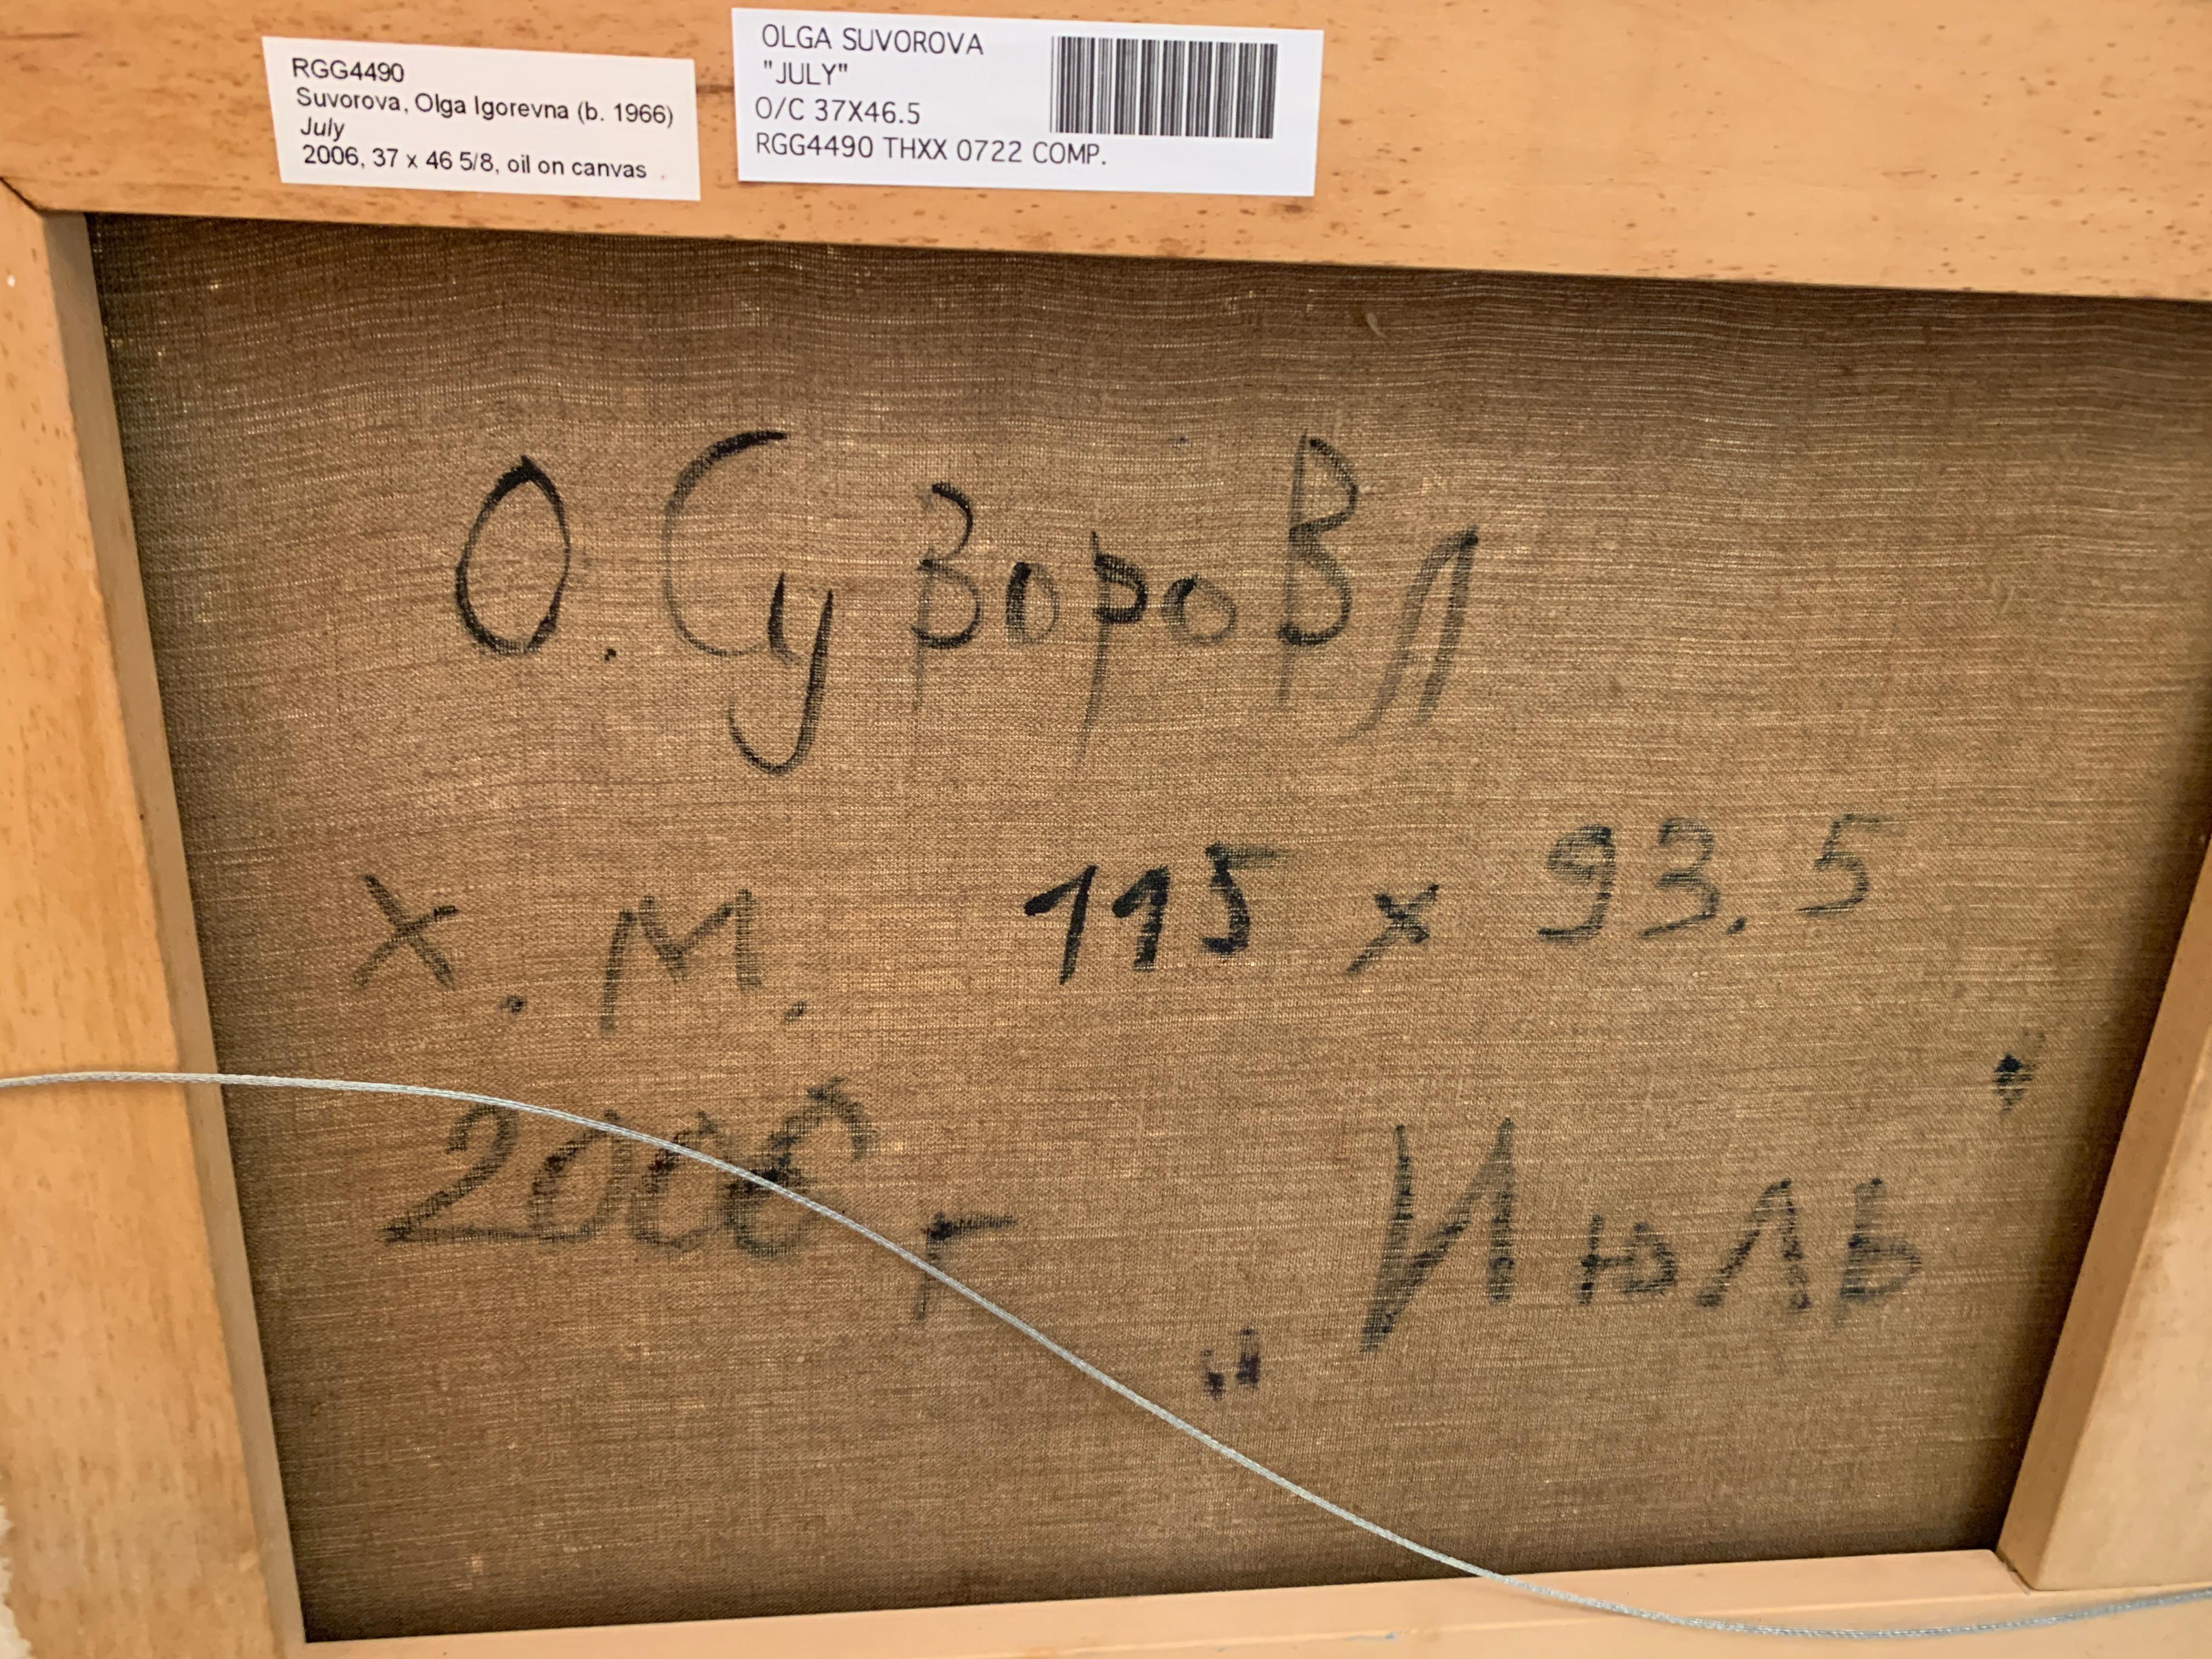 RGG4490
Suvorova, Olga Igorevna (b. 1966)
July
2006, 37 x 46 5/8, oil on canvas
OLGA SUVOROVA
"JULY"
O/C 37X46.5
RGG4490 THXX 0722 COMP.
О. Суворова
х. м. 115 x 93.5
2006 г „Июль“